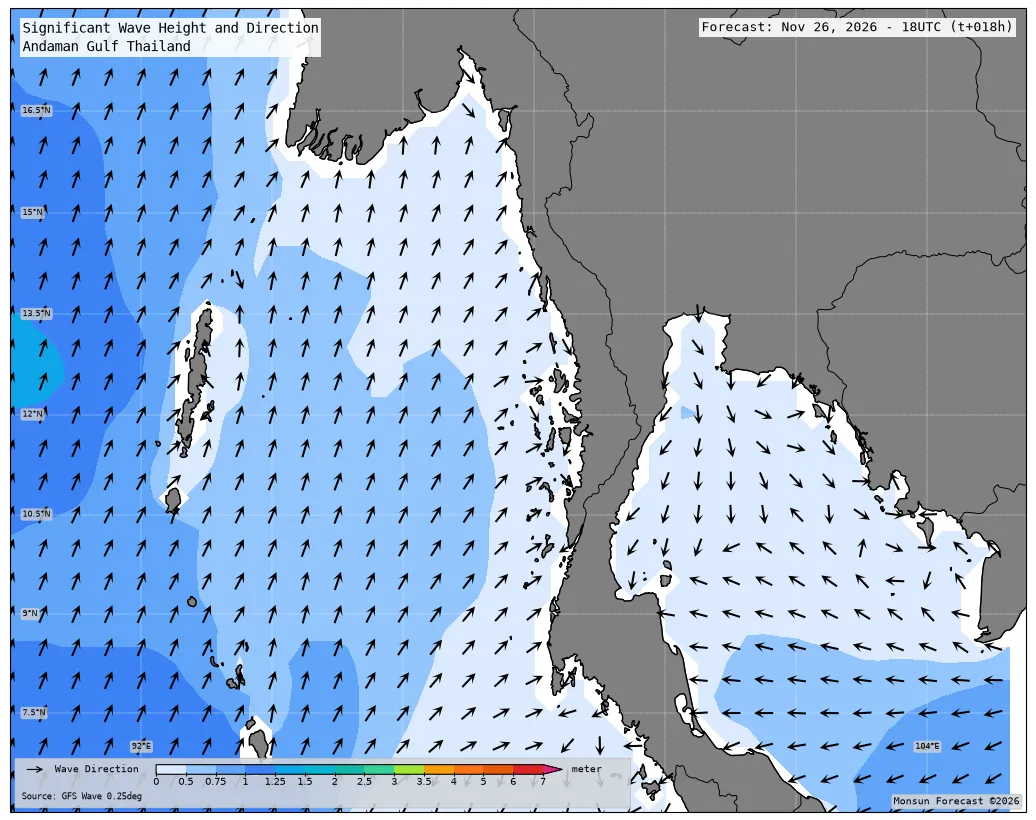 Significant Wave Height and Direction
Andaman Gulf Thailand
Forecast: Nov 26, 2026 - 18UTC (t+018h)
16.5°N
15°N
13.5°N
12°N
10.5°N
9°N
7.5°N
92°E
104°E
Wave Direction
meter
0 0.5 0.75 1 1.25 1.5 2 2.5 3 3.5 4 5 6 7
Source: GFS Wave 0.25deg
Monsun Forecast ©2026